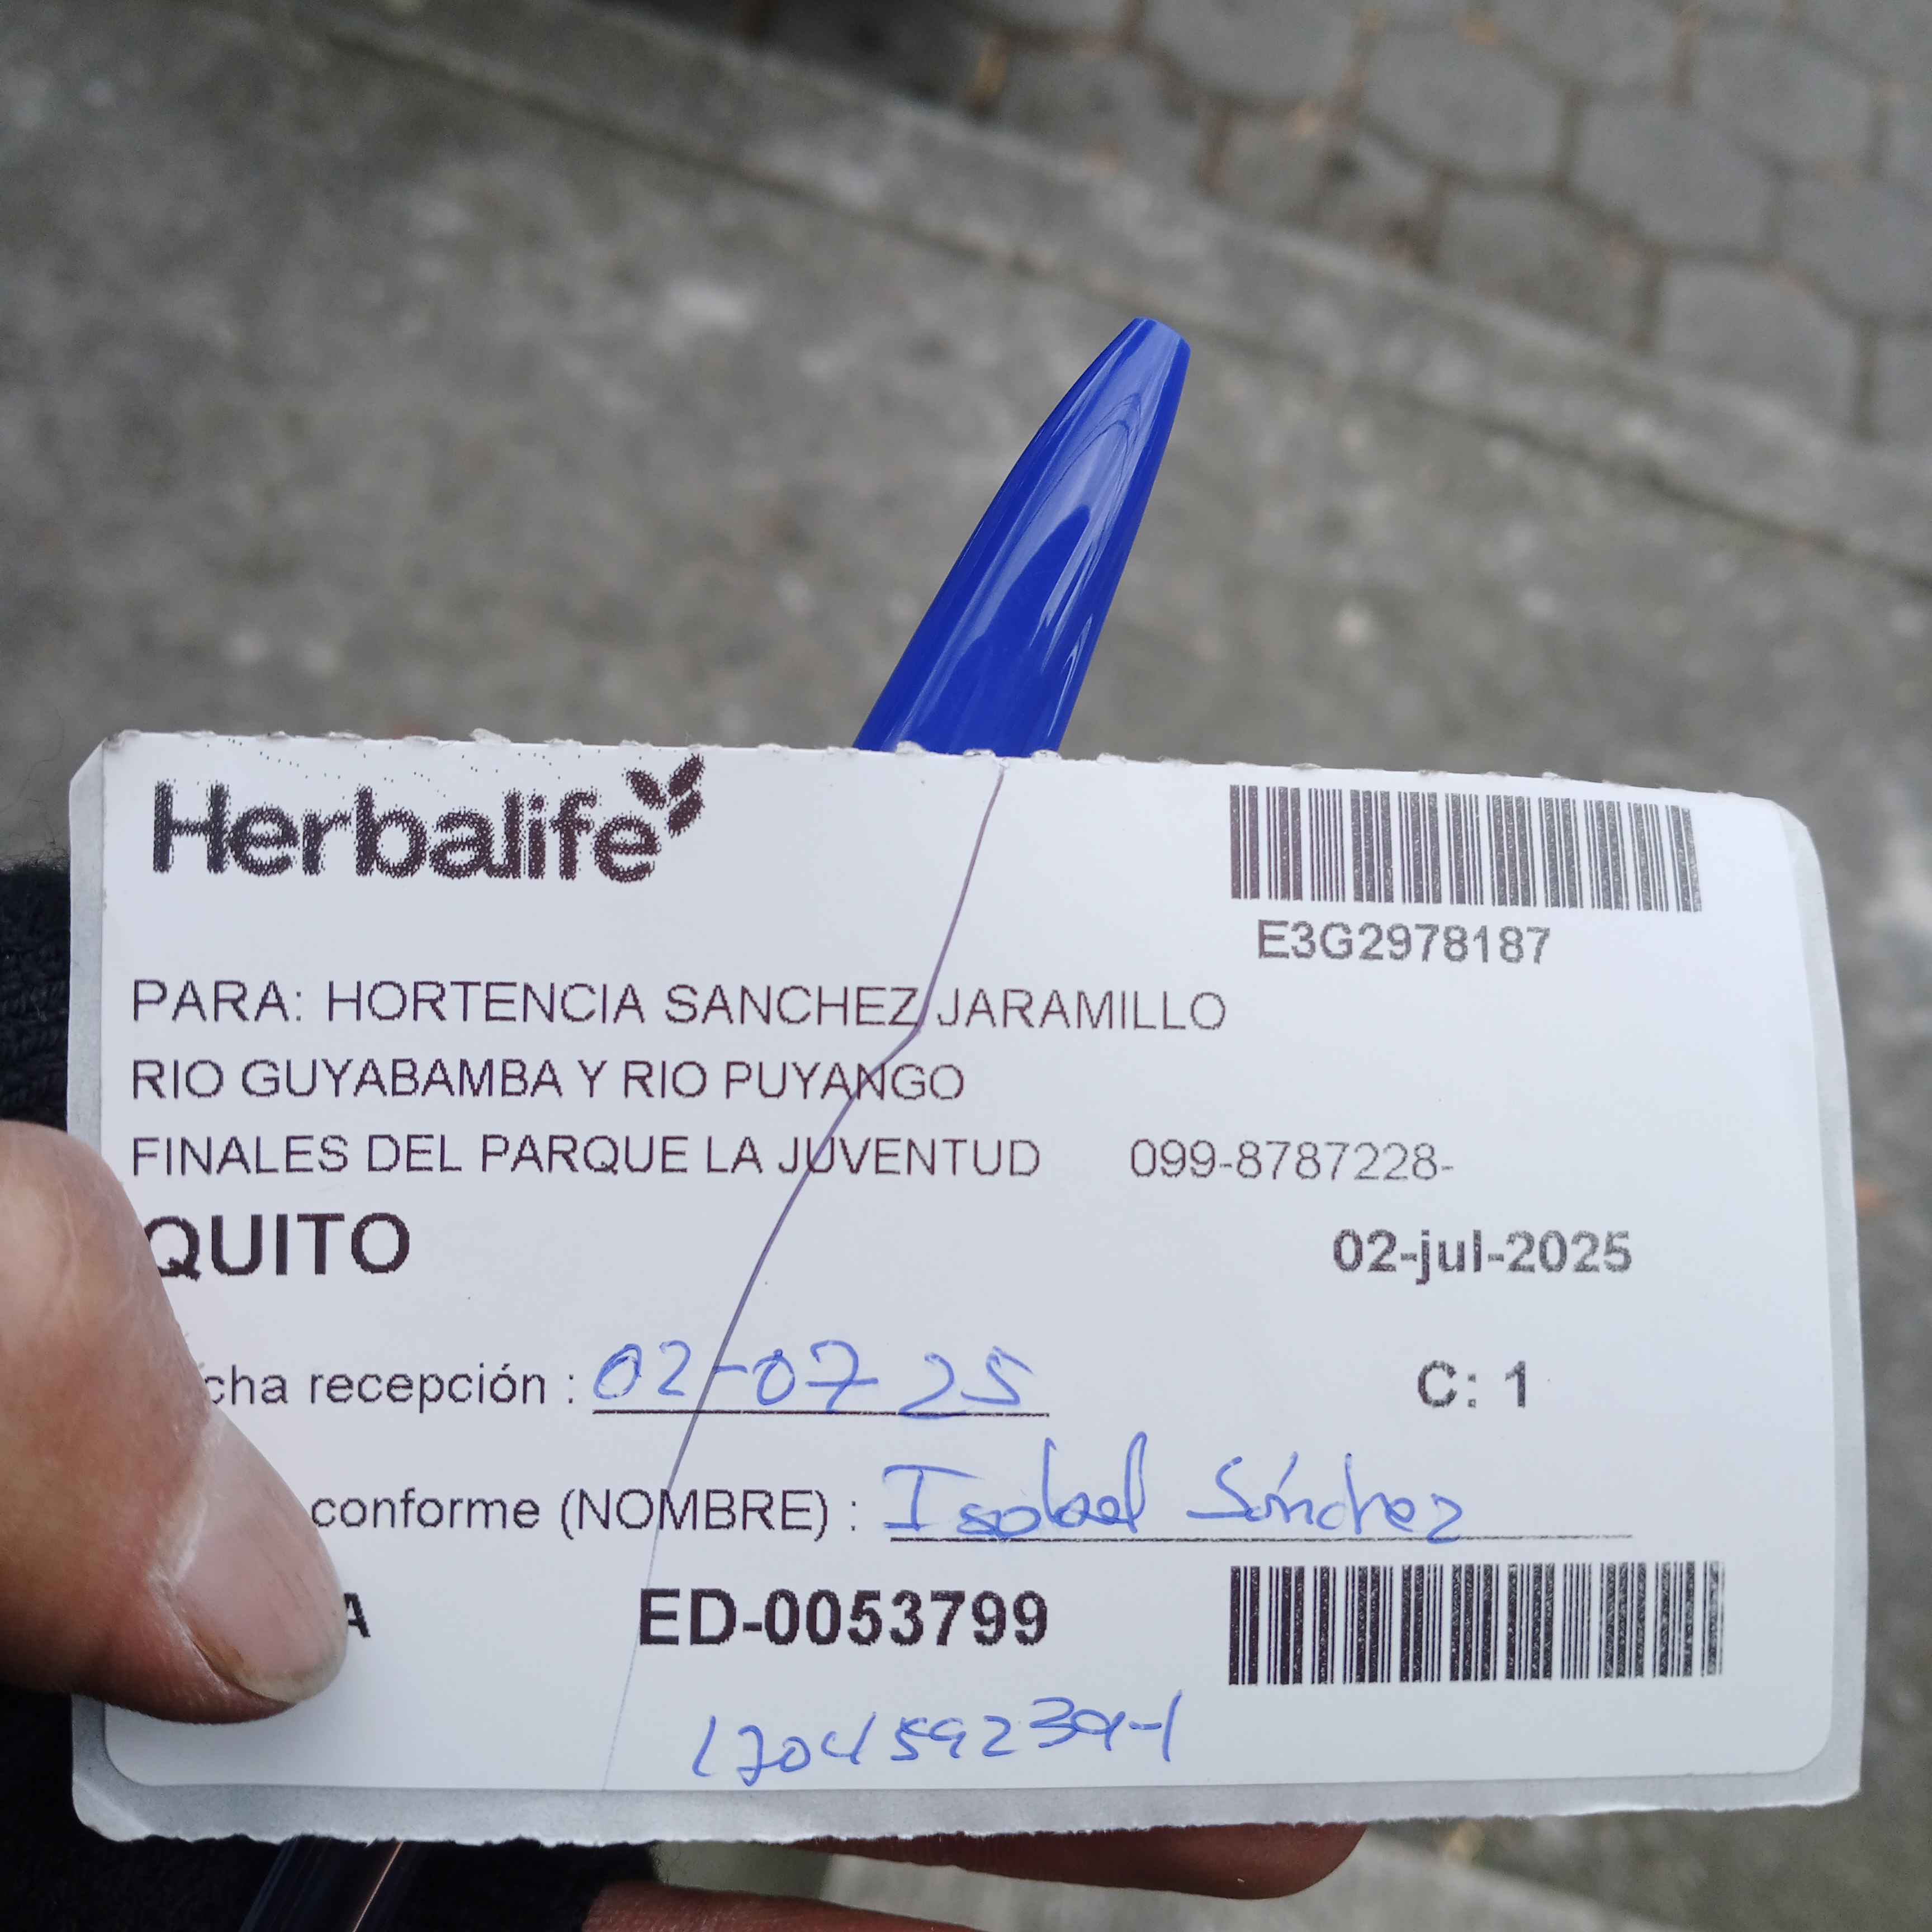 Herbalife
E3G2978187
PARA: HORTENCIA SANCHEZ JARAMILLO
RIO GUYABAMBA Y RIO PUYANGO
FINALES DEL PARQUE LA JUVENTUD 099-8787228-
QUITO 02-jul-2025
cha recepción : 02-07 25 C: 1
conforme (NOMBRE) : Isabel Sánchez
A ED-0053799
170459239-1